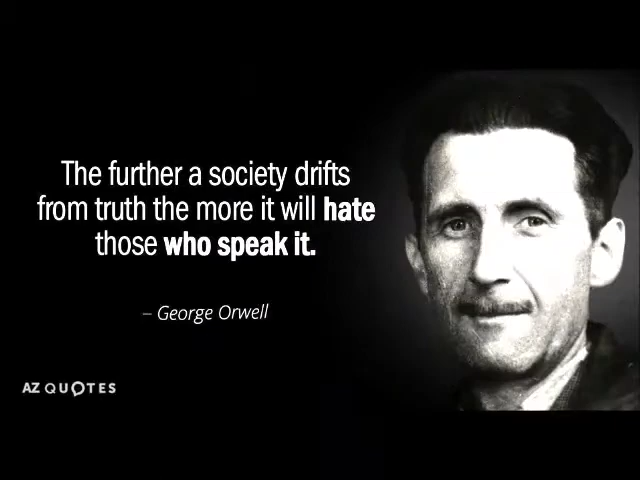 The further a society drifts
from truth the more it will hate
those who speak it.
– George Orwell
AZ QUOTES